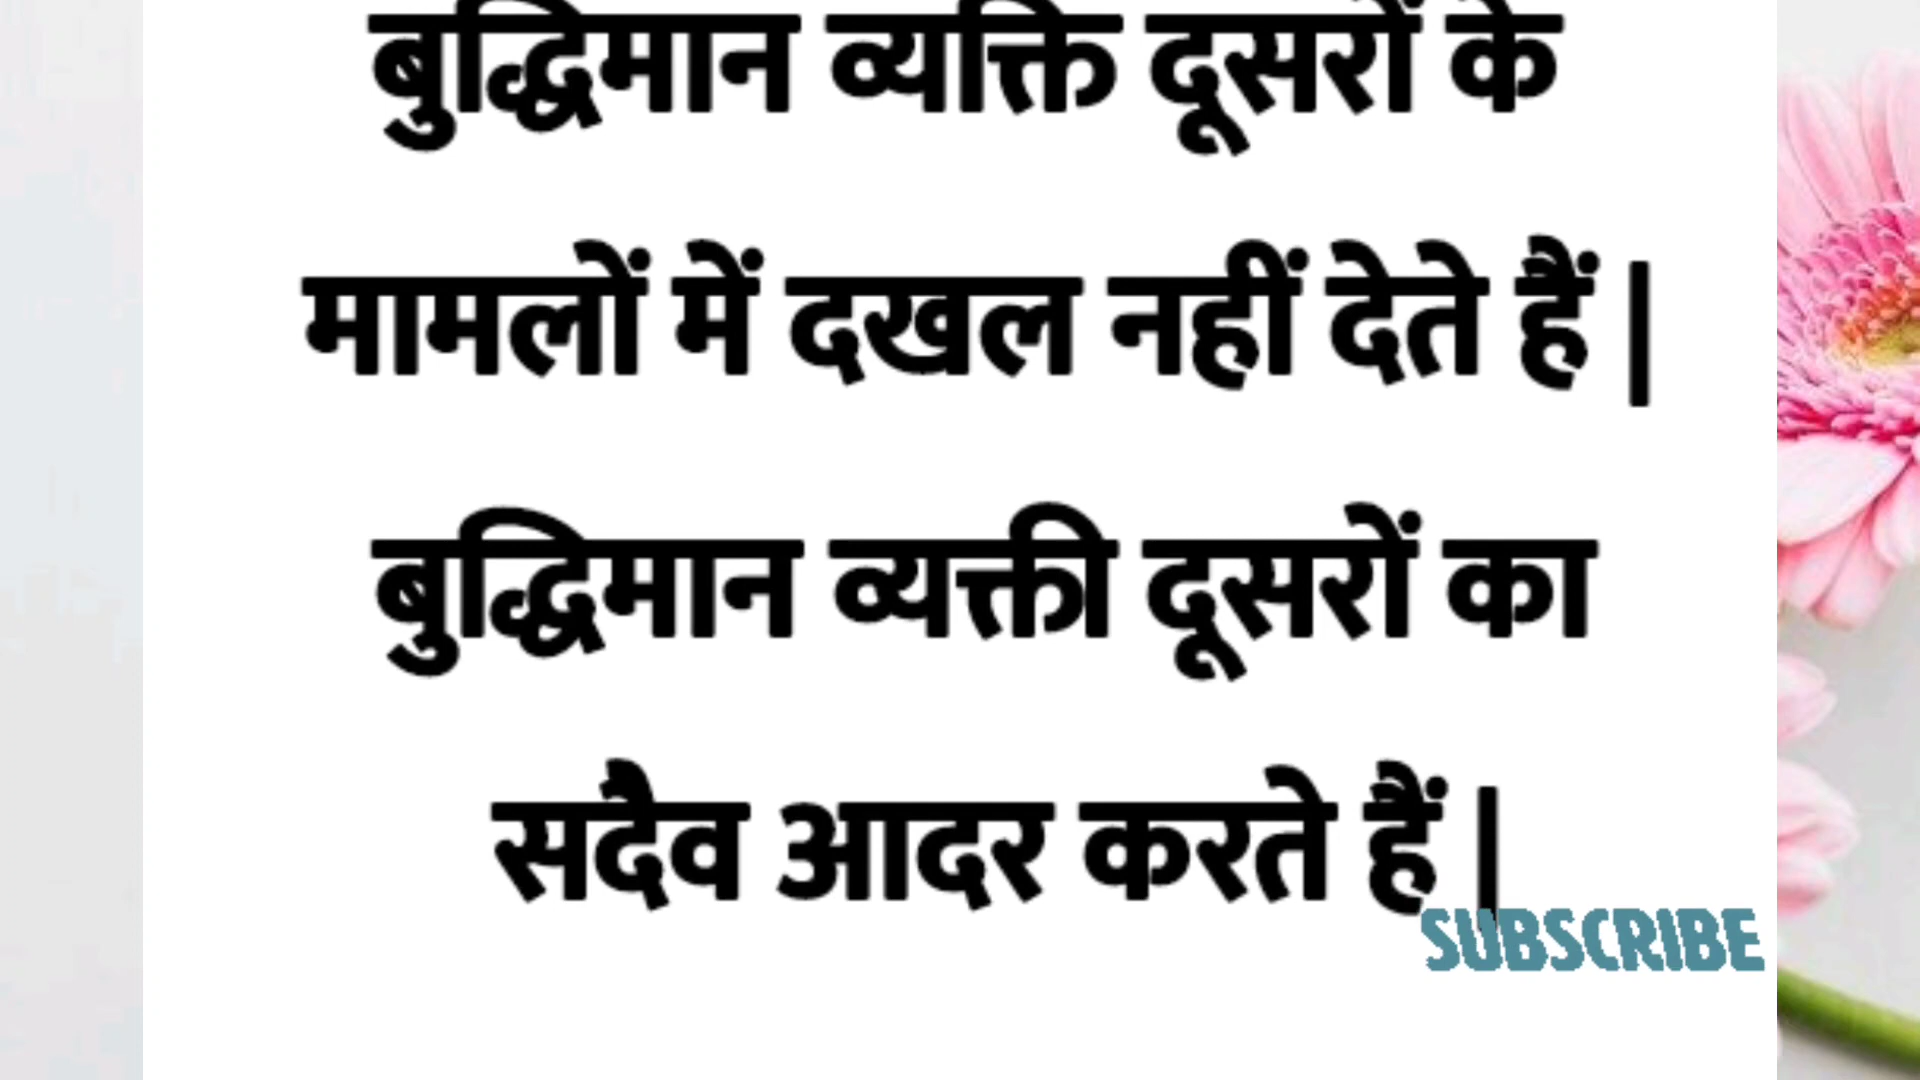 बुद्धिमान व्यक्ति दूसरों के
मामलों में दखल नहीं देते हैं |
बुद्धिमान व्यक्ती दूसरों का
सदैव आदर करते हैं |
SUBSCRIBE